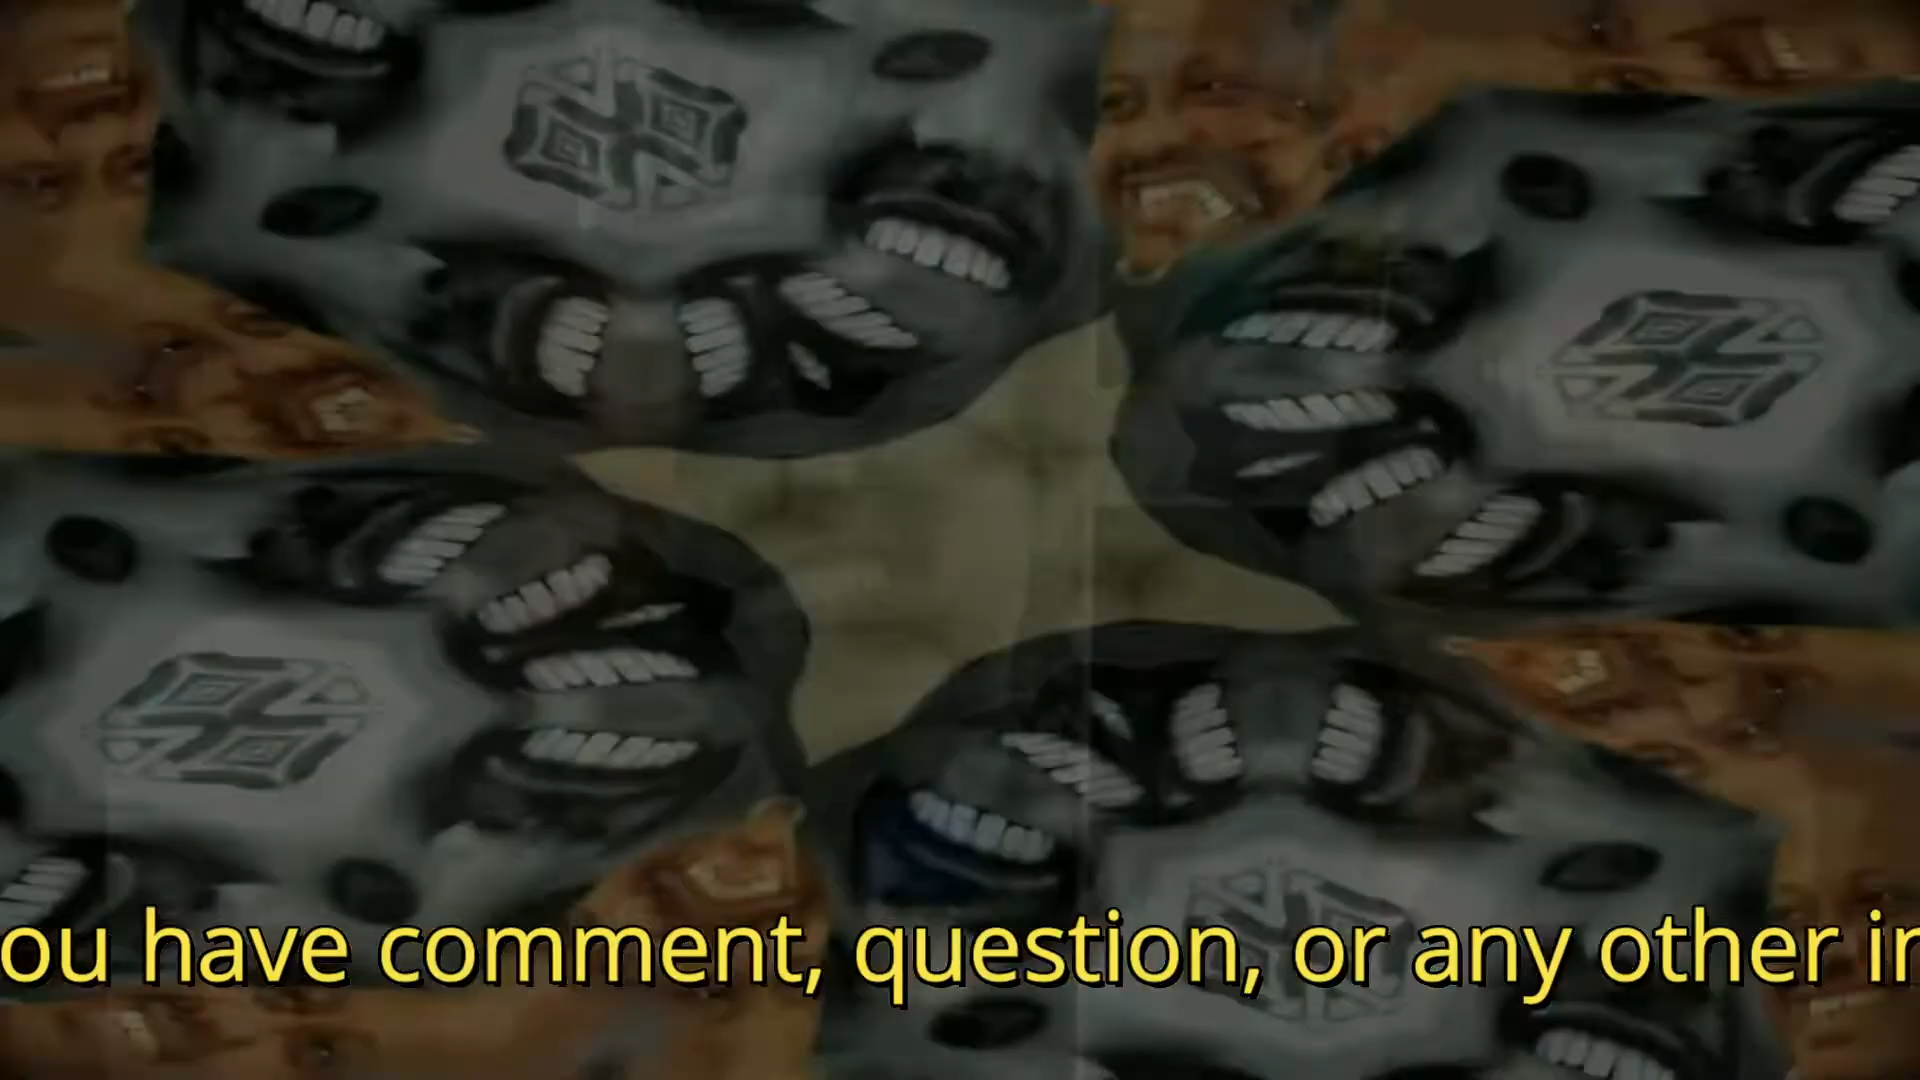 ou have comment, question, or any other